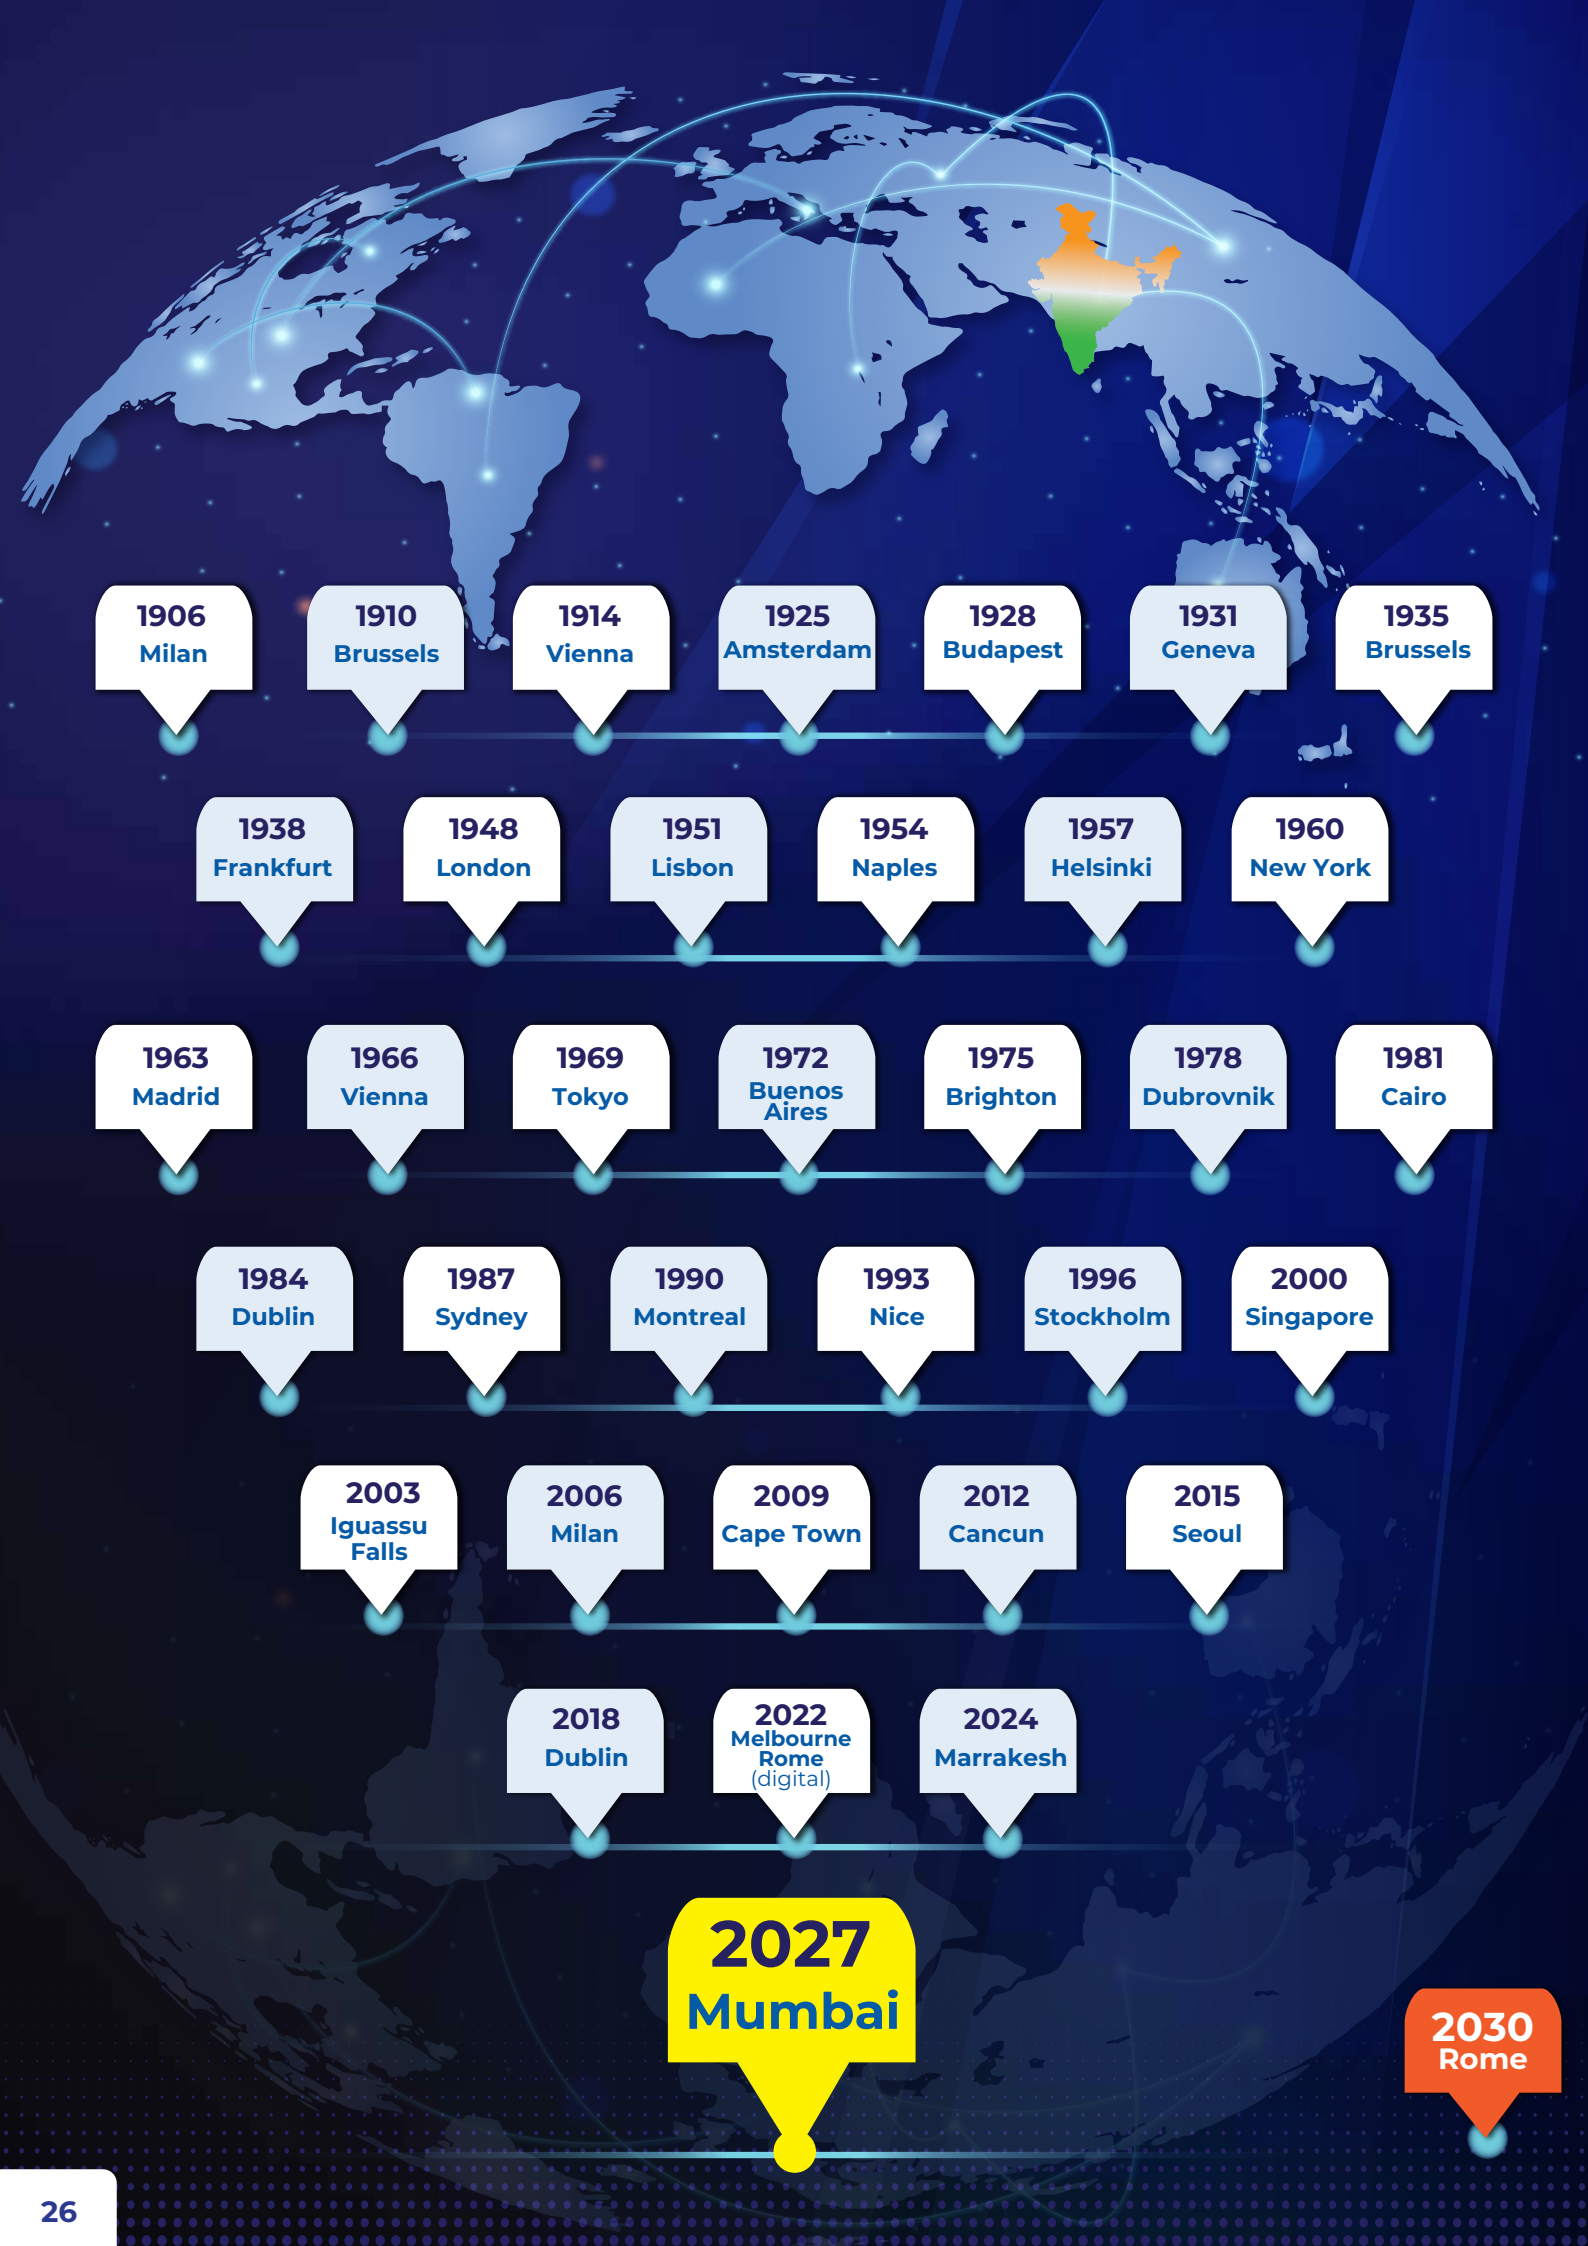 1906
Milan
1910
Brussels
1914
Vienna
1925
Amsterdam
1928
Budapest
1931
Geneva
1935
Brussels
1938
Frankfurt
1948
London
1951
Lisbon
1954
Naples
1957
Helsinki
1960
New York
1963
Madrid
1966
Vienna
1969
Tokyo
1972
Buenos
Aires
1975
Brighton
1978
Dubrovnik
1981
Cairo
1984
Dublin
1987
Sydney
1990
Montreal
1993
Nice
1996
Stockholm
2000
Singapore
2003
Iguassu
Falls
2006
Milan
2009
Cape Town
2012
Cancun
2015
Seoul
2018
Dublin
2022
Melbourne
Rome
(digital)
2024
Marrakesh
2027
Mumbai
2030
Rome
26